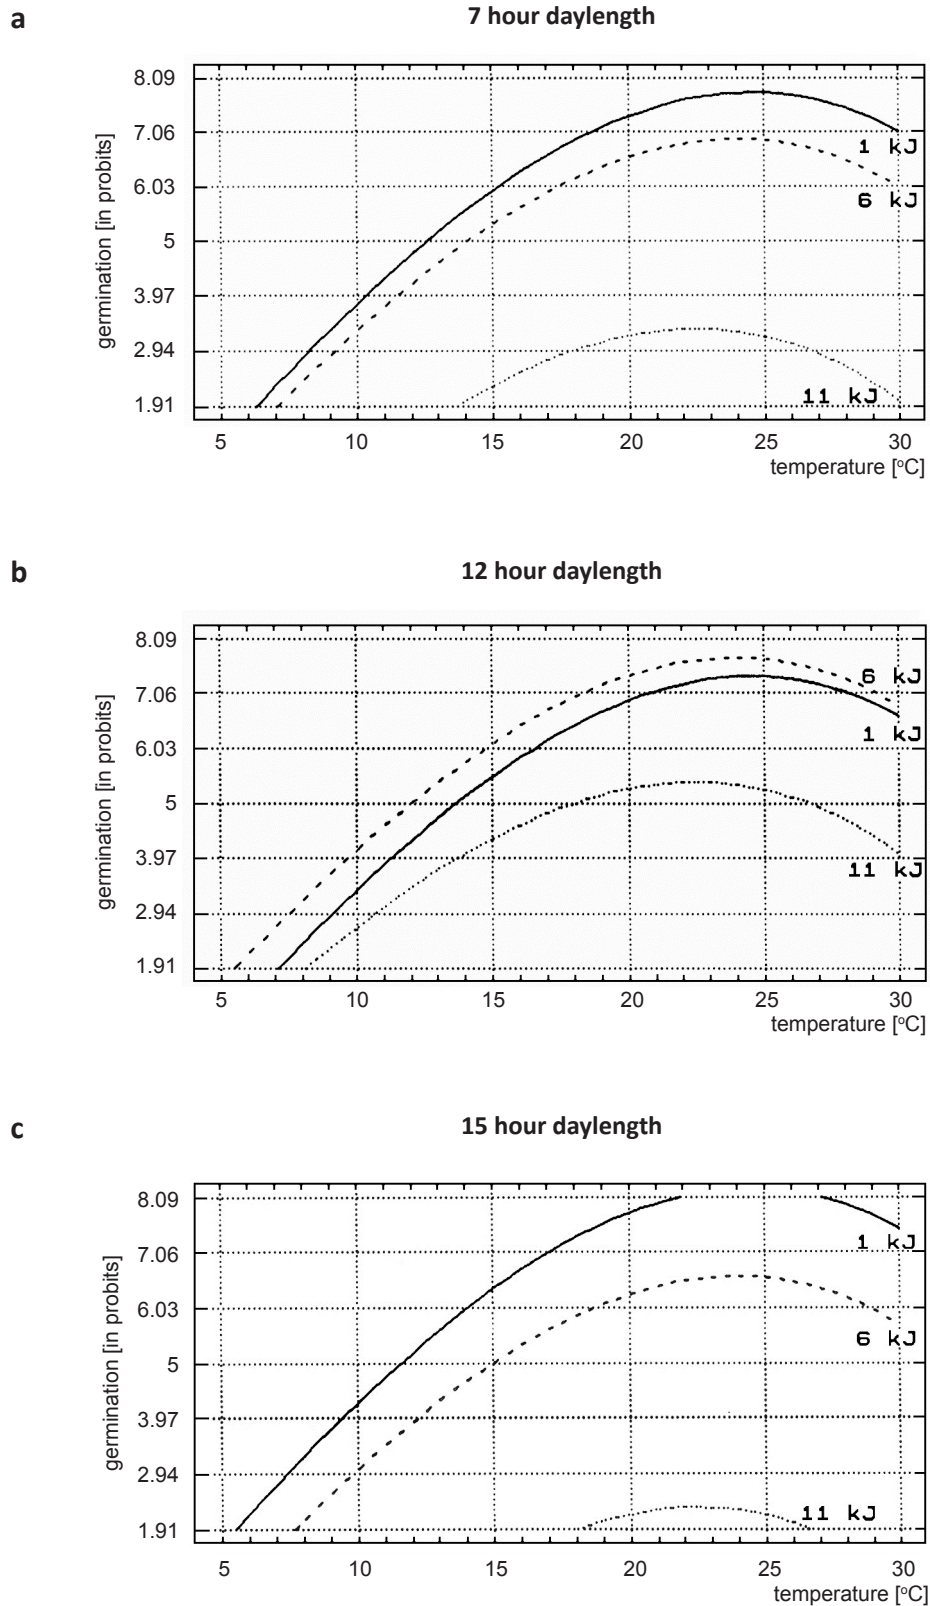 a
7 hour daylength
germination [in probits]
8.09
7.06
6.03
5
3.97
2.94
1.91
1 kJ
6 kJ
11 kJ
5 10 15 20 25 30
temperature [°C]
b
12 hour daylength
germination [in probits]
8.09
7.06
6.03
5
3.97
2.94
1.91
6 kJ
1 kJ
11 kJ
5 10 15 20 25 30
temperature [°C]
c
15 hour daylength
germination [in probits]
8.09
7.06
6.03
5
3.97
2.94
1.91
1 kJ
6 kJ
11 kJ
5 10 15 20 25 30
temperature [°C]